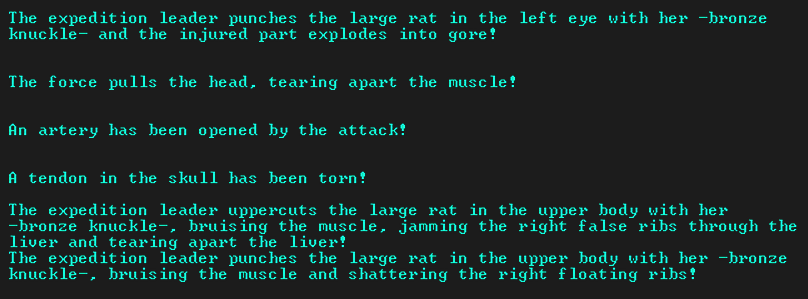 The expedition leader punches the large rat in the left eye with her -bronze
knuckle- and the injured part explodes into gore!
The force pulls the head, tearing apart the muscle!
An artery has been opened by the attack!
A tendon in the skull has been torn!
The expedition leader uppercuts the large rat in the upper body with her
-bronze knuckle-, bruising the muscle, jamming the right false ribs through the
liver and tearing apart the liver!
The expedition leader punches the large rat in the upper body with her -bronze
knuckle-, bruising the muscle and shattering the right floating ribs!